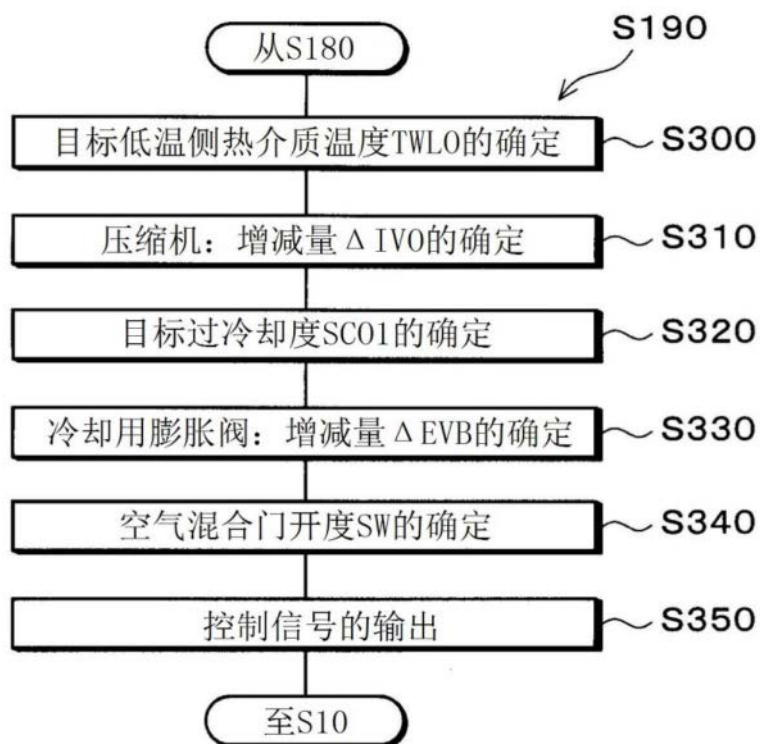 从S180
S190
目标低温侧热介质温度TWLO的确定
S300
压缩机：增减量ΔIVO的确定
S310
目标过冷却度SCO1的确定
S320
冷却用膨胀阀：增减量ΔEVB的确定
S330
空气混合门开度SW的确定
S340
控制信号的输出
S350
至S10